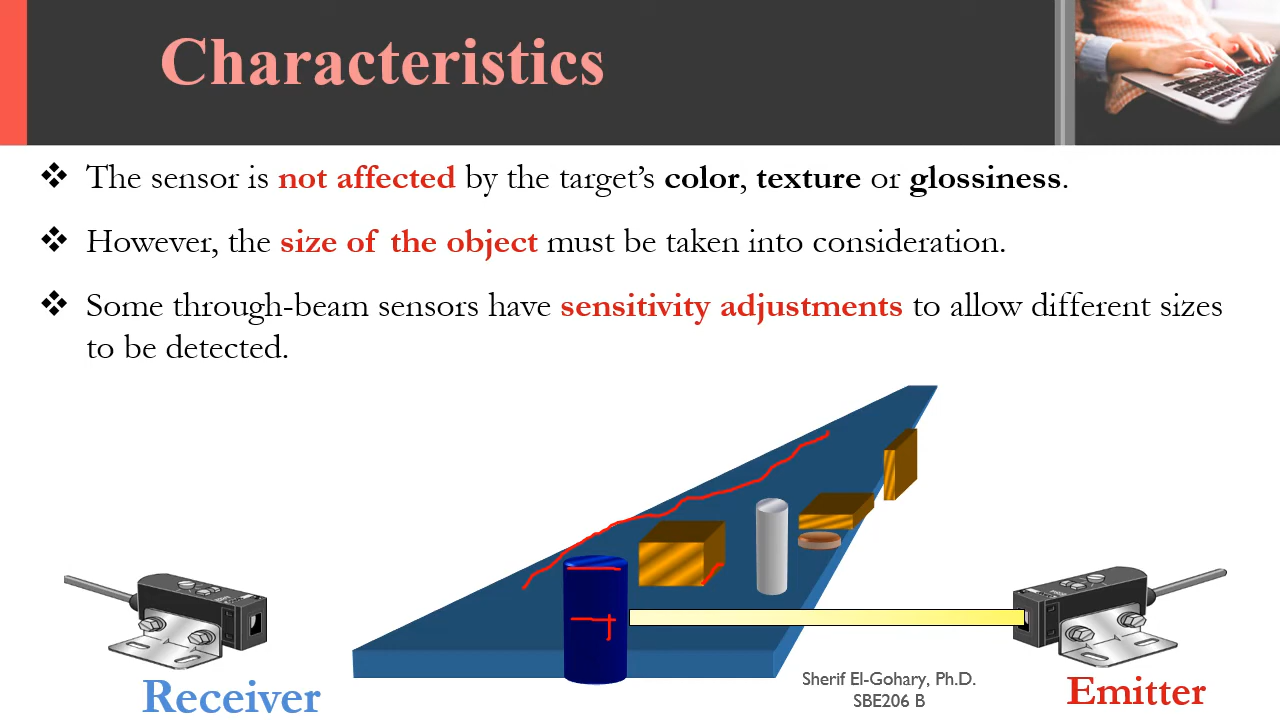 Characteristics
❖ The sensor is not affected by the target’s color, texture or glossiness.
❖ However, the size of the object must be taken into consideration.
❖ Some through-beam sensors have sensitivity adjustments to allow different sizes
to be detected.
Receiver
Sherif El-Gohary, Ph.D.
SBE206 B
Emitter